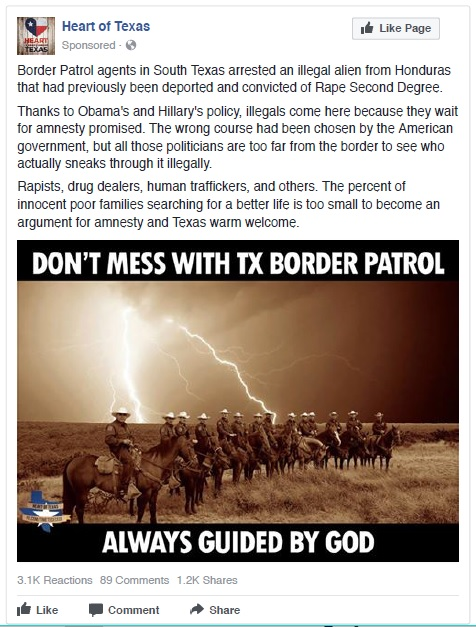 Heart of Texas
Like Page
Sponsored ·
HEART
TEXAS
Border Patrol agents in South Texas arrested an illegal alien from Honduras
that had previously been deported and convicted of Rape Second Degree.
Thanks to Obama's and Hillary's policy, illegals come here because they wait
for amnesty promised. The wrong course had been chosen by the American
government, but all those politicians are too far from the border to see who
actually sneaks through it illegally.
Rapists, drug dealers, human traffickers, and others. The percent of
innocent poor families searching for a better life is too small to become an
argument for amnesty and Texas warm welcome.
DON'T MESS WITH TX BORDER PATROL
ALWAYS GUIDED BY GOD
3.1K Reactions 89 Comments 1.2K Shares
Like Comment Share